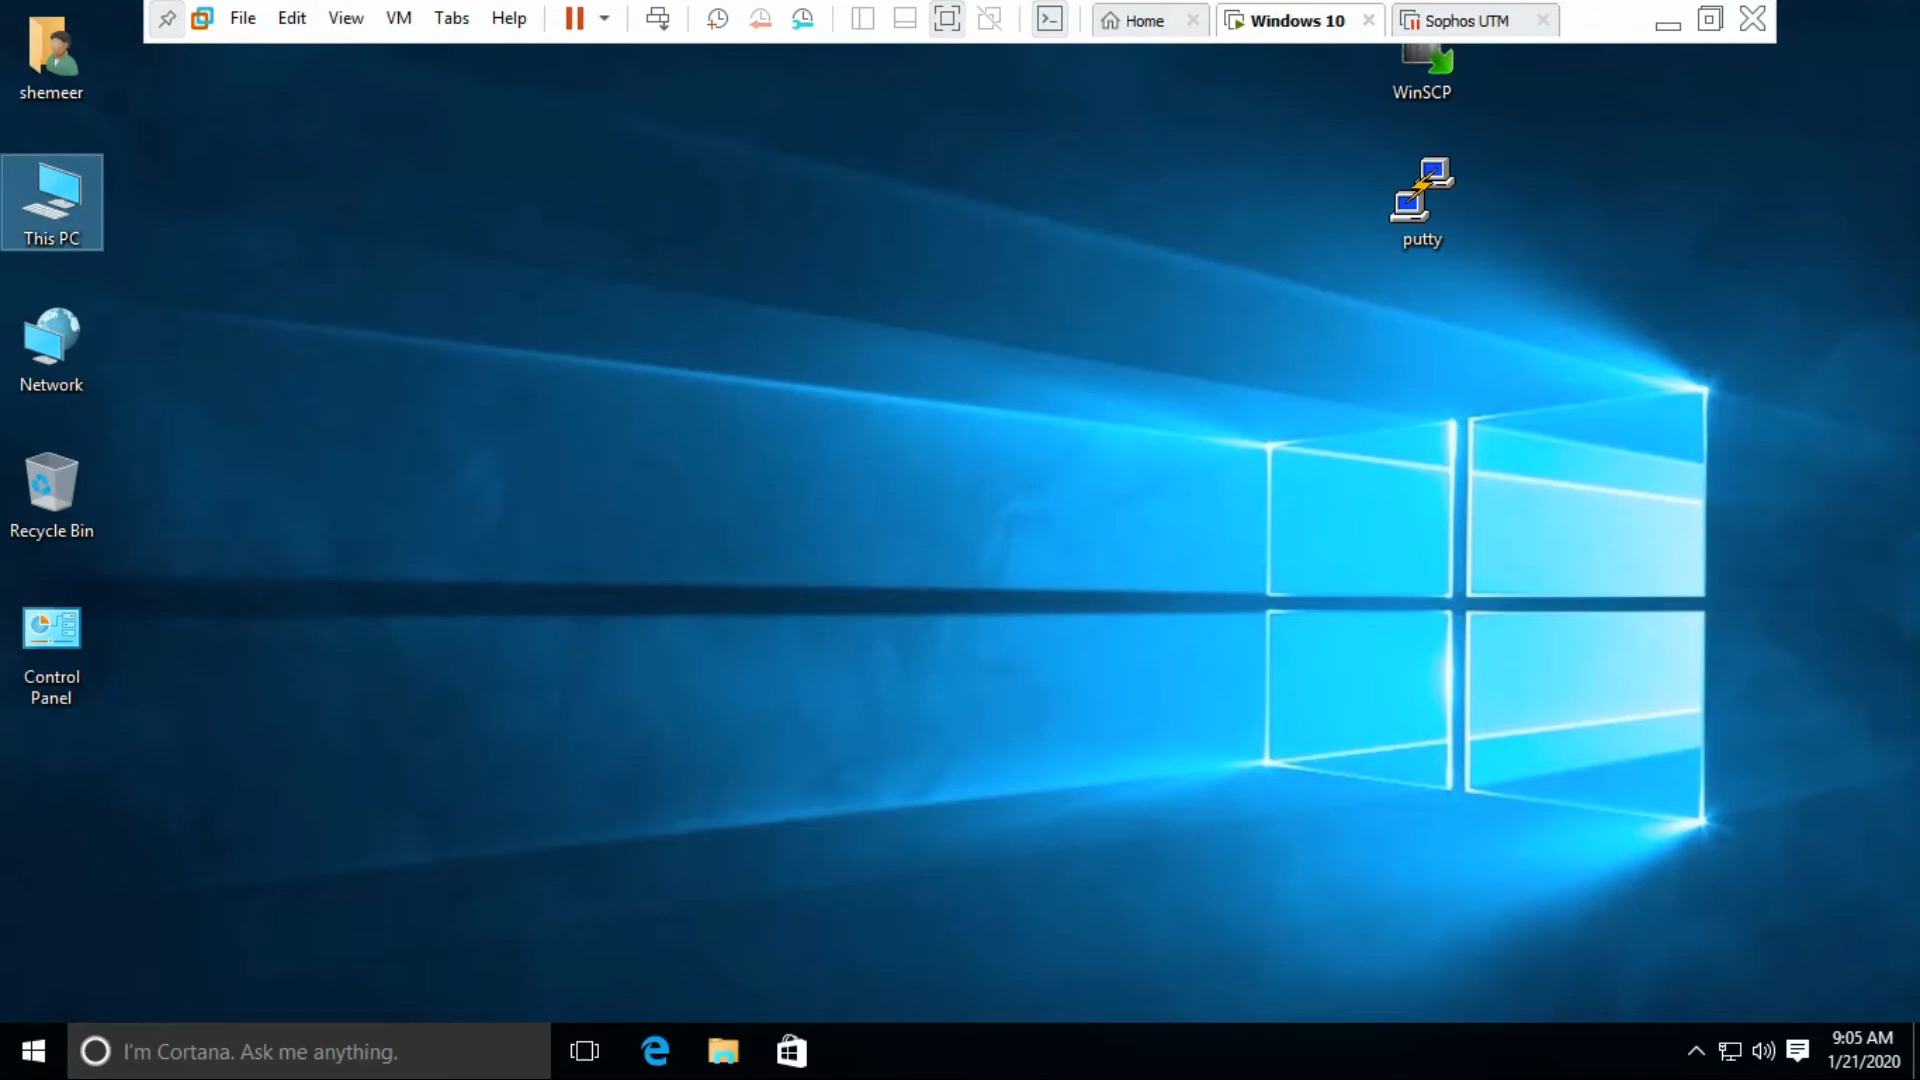 File Edit View VM Tabs Help
Home
Windows 10
Sophos UTM
shemeer
This PC
Network
Recycle Bin
Control
Panel
WinSCP
putty
I'm Cortana. Ask me anything.
9:05 AM
1/21/2020